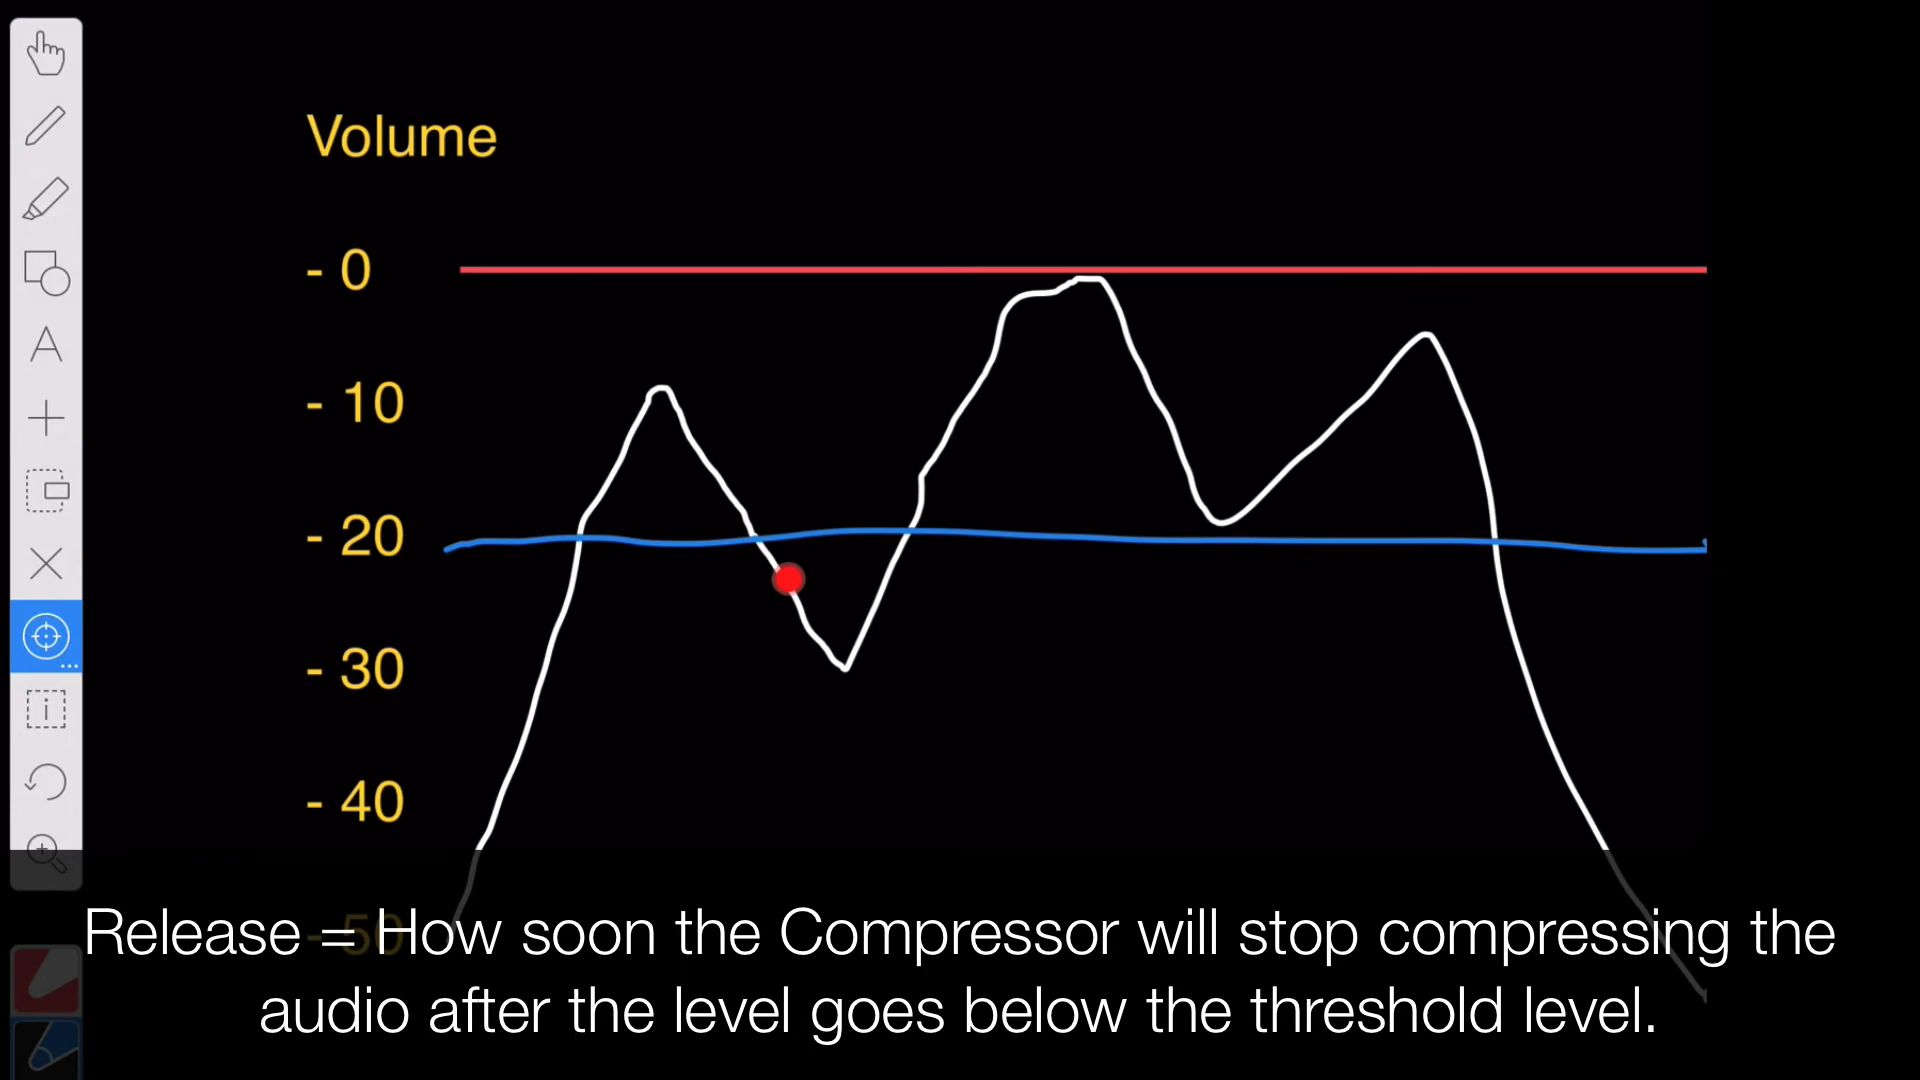 Volume
- 0
- 10
- 20
- 30
- 40
- 50
Release = How soon the Compressor will stop compressing the
audio after the level goes below the threshold level.